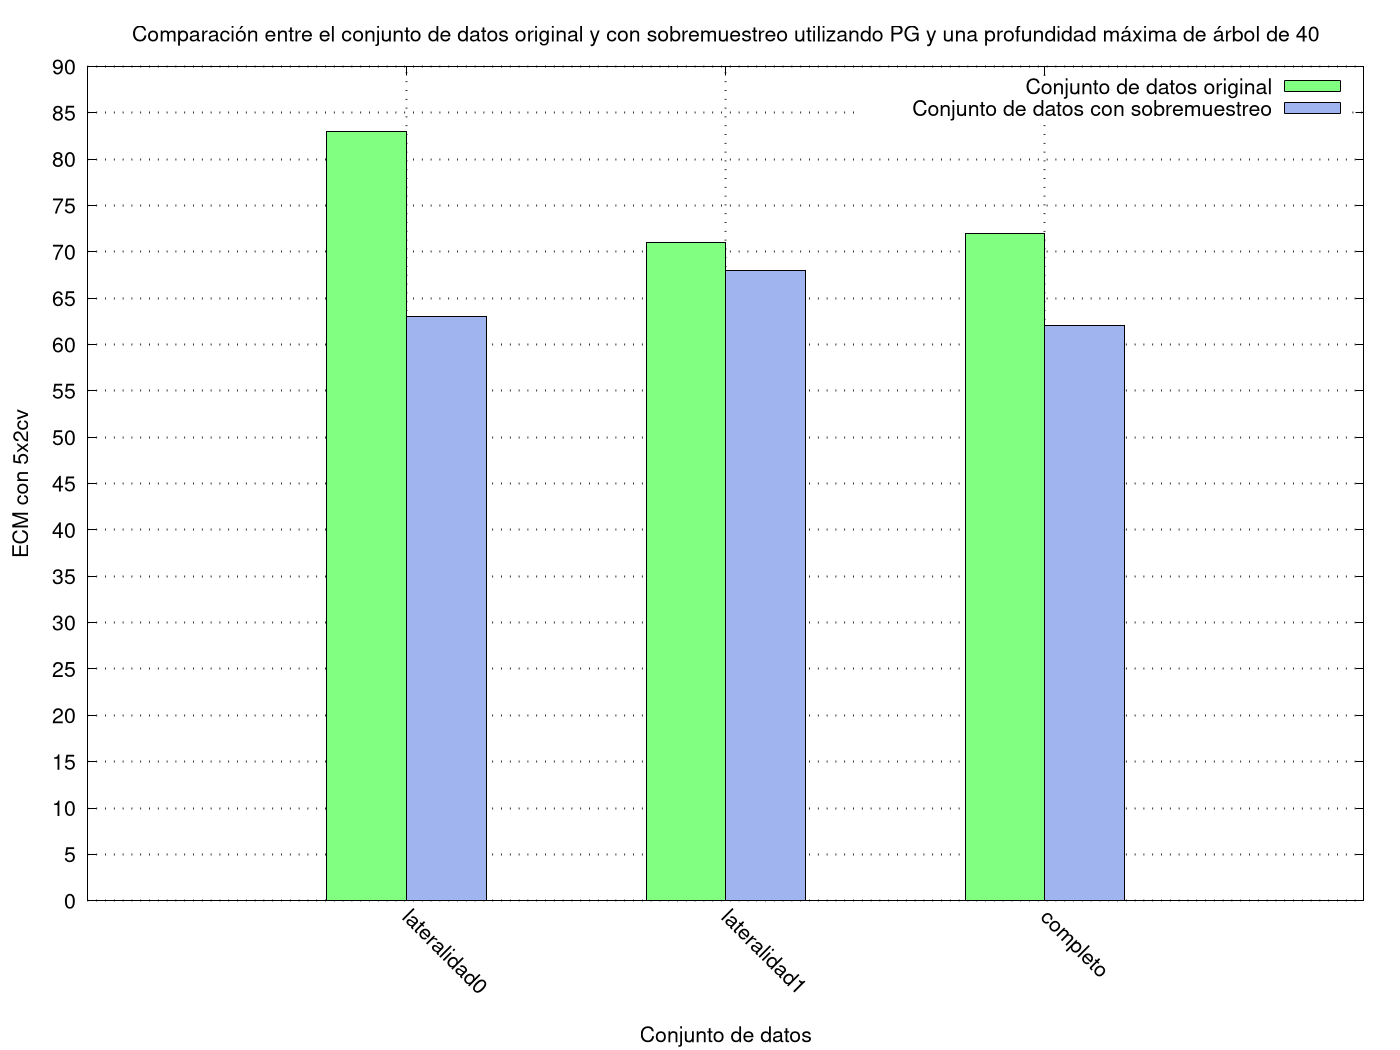 Comparación entre el conjunto de datos original y con sobremuestreo utilizando PG y una profundidad máxima de árbol de 40
Conjunto de datos original
Conjunto de datos con sobremuestreo
90
85
80
75
70
65
60
55
50
45
40
35
30
25
20
15
10
5
0
ECM con 5x2cv
lateralidad0
lateralidad1
completo
Conjunto de datos